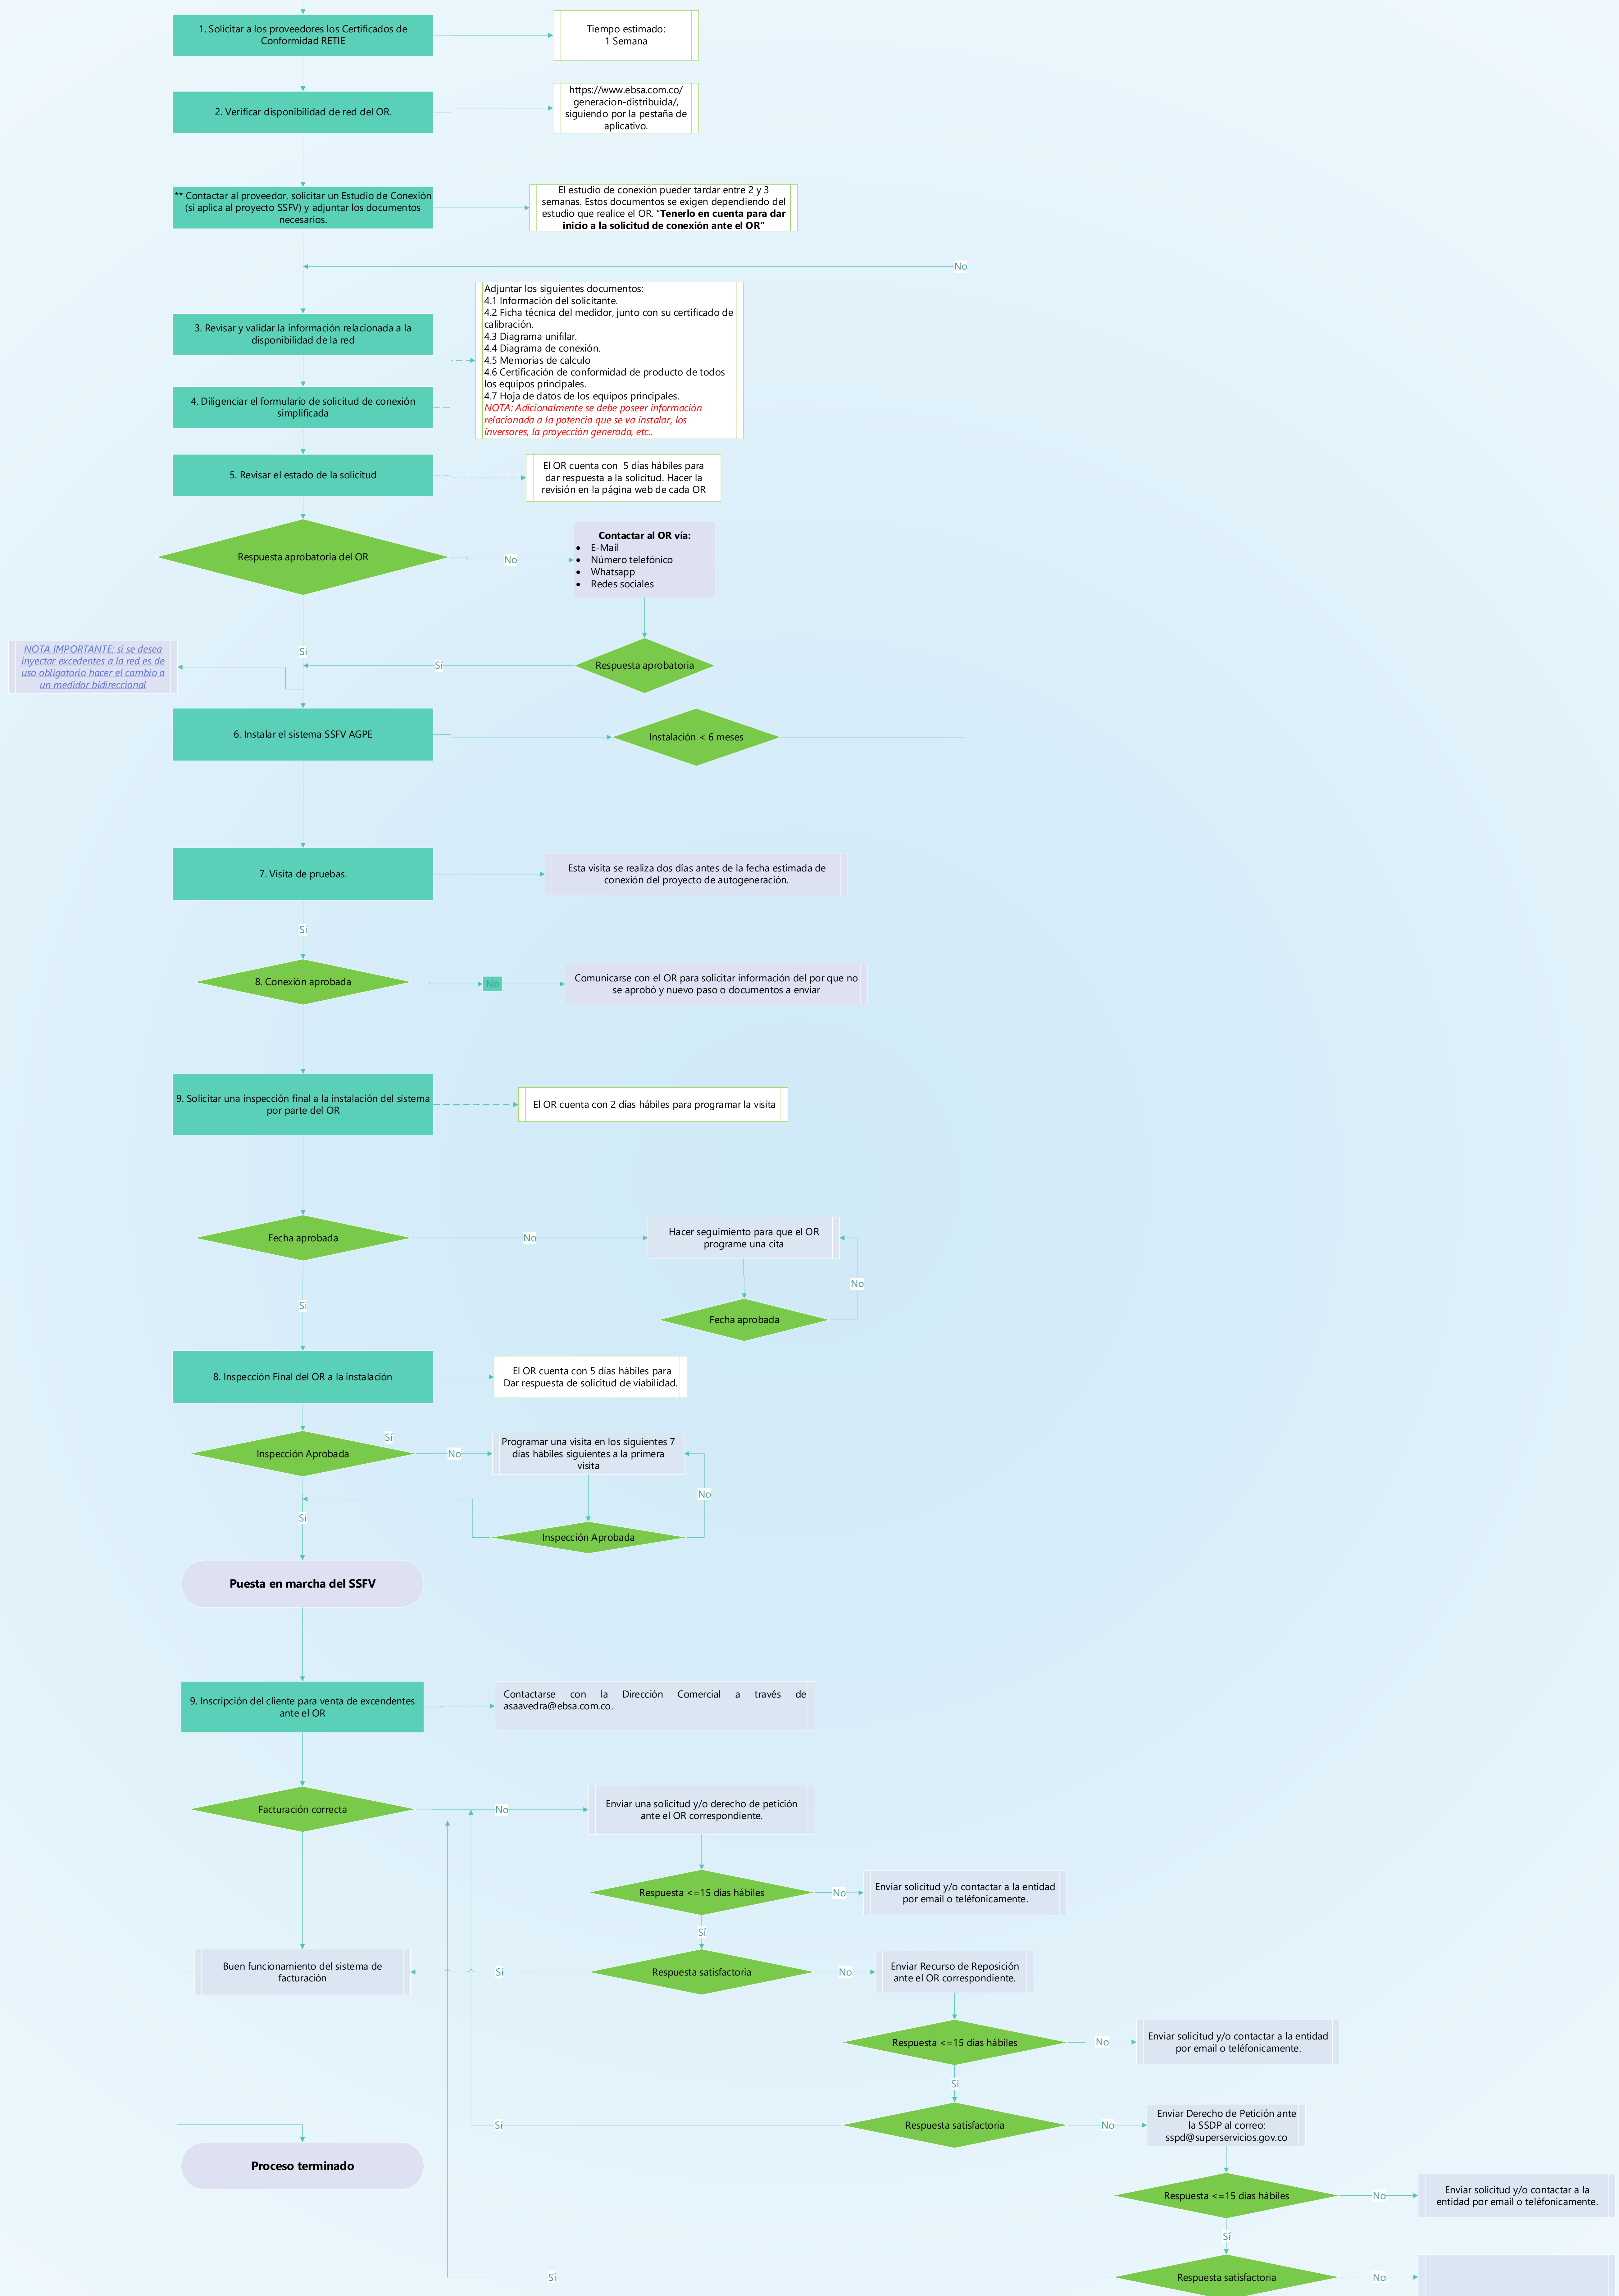 1. Solicitar a los proveedores los Certificados de
Conformidad RETIE
Tiempo estimado:
1 Semana
2. Verificar disponibilidad de red del OR.
https://www.ebsa.com.co/
generacion-distribuida/,
siguiendo por la pestaña de
aplicativo.
** Contactar al proveedor, solicitar un Estudio de Conexión
(si aplica al proyecto SSFV) y adjuntar los documentos
necesarios.
El estudio de conexión pueder tardar entre 2 y 3
semanas. Estos documentos se exigen dependiendo del
estudio que realice el OR. "Tenerlo en cuenta para dar
inicio a la solicitud de conexión ante el OR"
No
3. Revisar y validar la información relacionada a la
disponibilidad de la red
4. Diligenciar el formulario de solicitud de conexión
simplificada
Adjuntar los siguientes documentos:
4.1 Información del solicitante.
4.2 Ficha técnica del medidor, junto con su certificado de
calibración.
4.3 Diagrama unifilar.
4.4 Diagrama de conexión.
4.5 Memorias de calculo
4.6 Certificación de conformidad de producto de todos
los equipos principales.
4.7 Hoja de datos de los equipos principales.
NOTA: Adicionalmente se debe poseer información
relacionada a la potencia que se va instalar, los
inversores, la proyección generada, etc..
5. Revisar el estado de la solicitud
El OR cuenta con  5 días hábiles para
dar respuesta a la solicitud. Hacer la
revisión en la página web de cada OR
Respuesta aprobatoria del OR
No
Contactar al OR vía:
• E-Mail
• Número telefónico
• Whatsapp
• Redes sociales
Sí
Respuesta aprobatoria
Sí
NOTA IMPORTANTE: si se desea
inyectar excedentes a la red es de
uso obligatorio hacer el cambio a
un medidor bidireccional
6. Instalar el sistema SSFV AGPE
Instalación < 6 meses
7. Visita de pruebas.
Esta visita se realiza dos días antes de la fecha estimada de
conexión del proyecto de autogeneración.
Sí
8. Conexión aprobada
No
Comunicarse con el OR para solicitar información del por que no
se aprobó y nuevo paso o documentos a enviar
9. Solicitar una inspección final a la instalación del sistema
por parte del OR
El OR cuenta con 2 días hábiles para programar la visita
Fecha aprobada
No
Hacer seguimiento para que el OR
programe una cita
No
Sí
Fecha aprobada
8. Inspección Final del OR a la instalación
El OR cuenta con 5 días hábiles para
Dar respuesta de solicitud de viabilidad.
Sí
Inspección Aprobada
No
Programar una visita en los siguientes 7
días hábiles siguientes a la primera
visita
No
Sí
Inspección Aprobada
Puesta en marcha del SSFV
9. Inscripción del cliente para venta de excendentes
ante el OR
Contactarse con la Dirección Comercial a través de
asaavedra@ebsa.com.co.
Facturación correcta
No
Enviar una solicitud y/o derecho de petición
ante el OR correspondiente.
Respuesta <=15 días hábiles
No
Enviar solicitud y/o contactar a la entidad
por email o teléfonicamente.
Sí
Buen funcionamiento del sistema de
facturación
Sí
Respuesta satisfactoria
No
Enviar Recurso de Reposición
ante el OR correspondiente.
Respuesta <=15 días hábiles
No
Enviar solicitud y/o contactar a la entidad
por email o teléfonicamente.
Sí
Sí
Respuesta satisfactoria
No
Enviar Derecho de Petición ante
la SSDP al correo:
sspd@superservicios.gov.co
Proceso terminado
Respuesta <=15 días hábiles
No
Enviar solicitud y/o contactar a la
entidad por email o teléfonicamente.
Sí
Sí
Respuesta satisfactoria
No